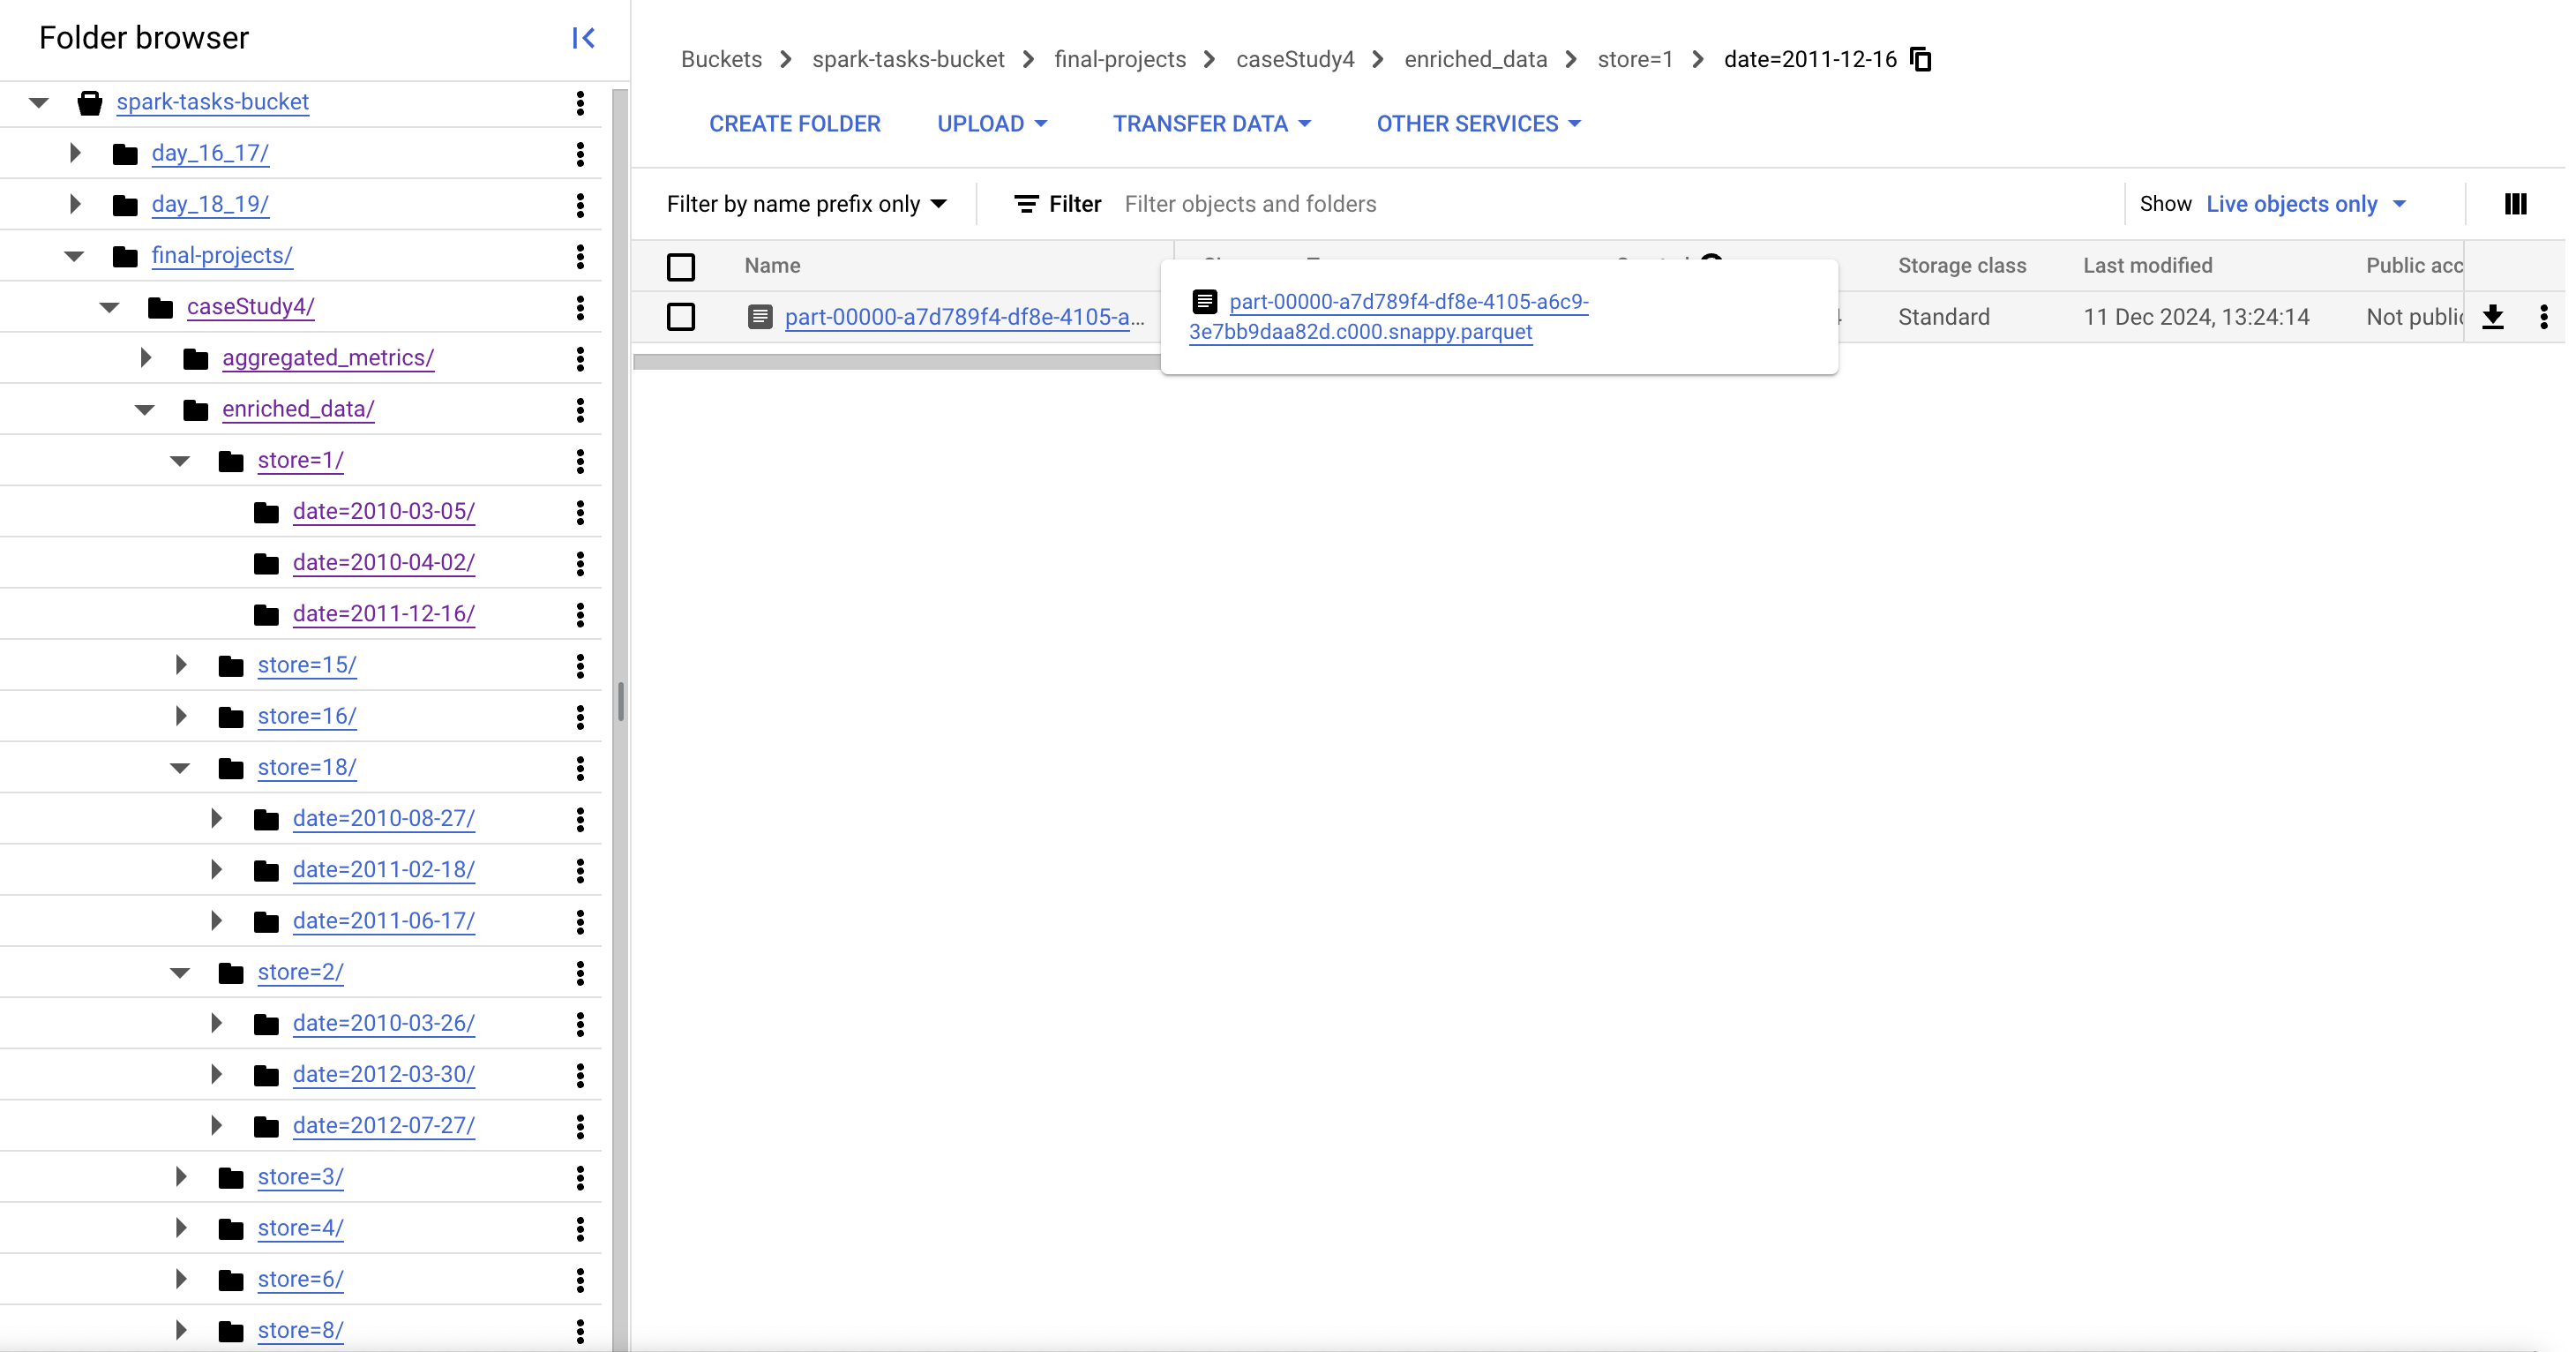 Folder browser
spark-tasks-bucket
day_16_17/
day_18_19/
final-projects/
caseStudy4/
aggregated_metrics/
enriched_data/
store=1/
date=2010-03-05/
date=2010-04-02/
date=2011-12-16/
store=15/
store=16/
store=18/
date=2010-08-27/
date=2011-02-18/
date=2011-06-17/
store=2/
date=2010-03-26/
date=2012-03-30/
date=2012-07-27/
store=3/
store=4/
store=6/
store=8/
Buckets > spark-tasks-bucket > final-projects > caseStudy4 > enriched_data > store=1 > date=2011-12-16
CREATE FOLDER UPLOAD TRANSFER DATA OTHER SERVICES
Filter by name prefix only Filter Filter objects and folders Show Live objects only
Name Storage class Last modified Public acc
part-00000-a7d789f4-df8e-4105-a... Standard 11 Dec 2024, 13:24:14 Not public
part-00000-a7d789f4-df8e-4105-a6c9-
3e7bb9daa82d.c000.snappy.parquet